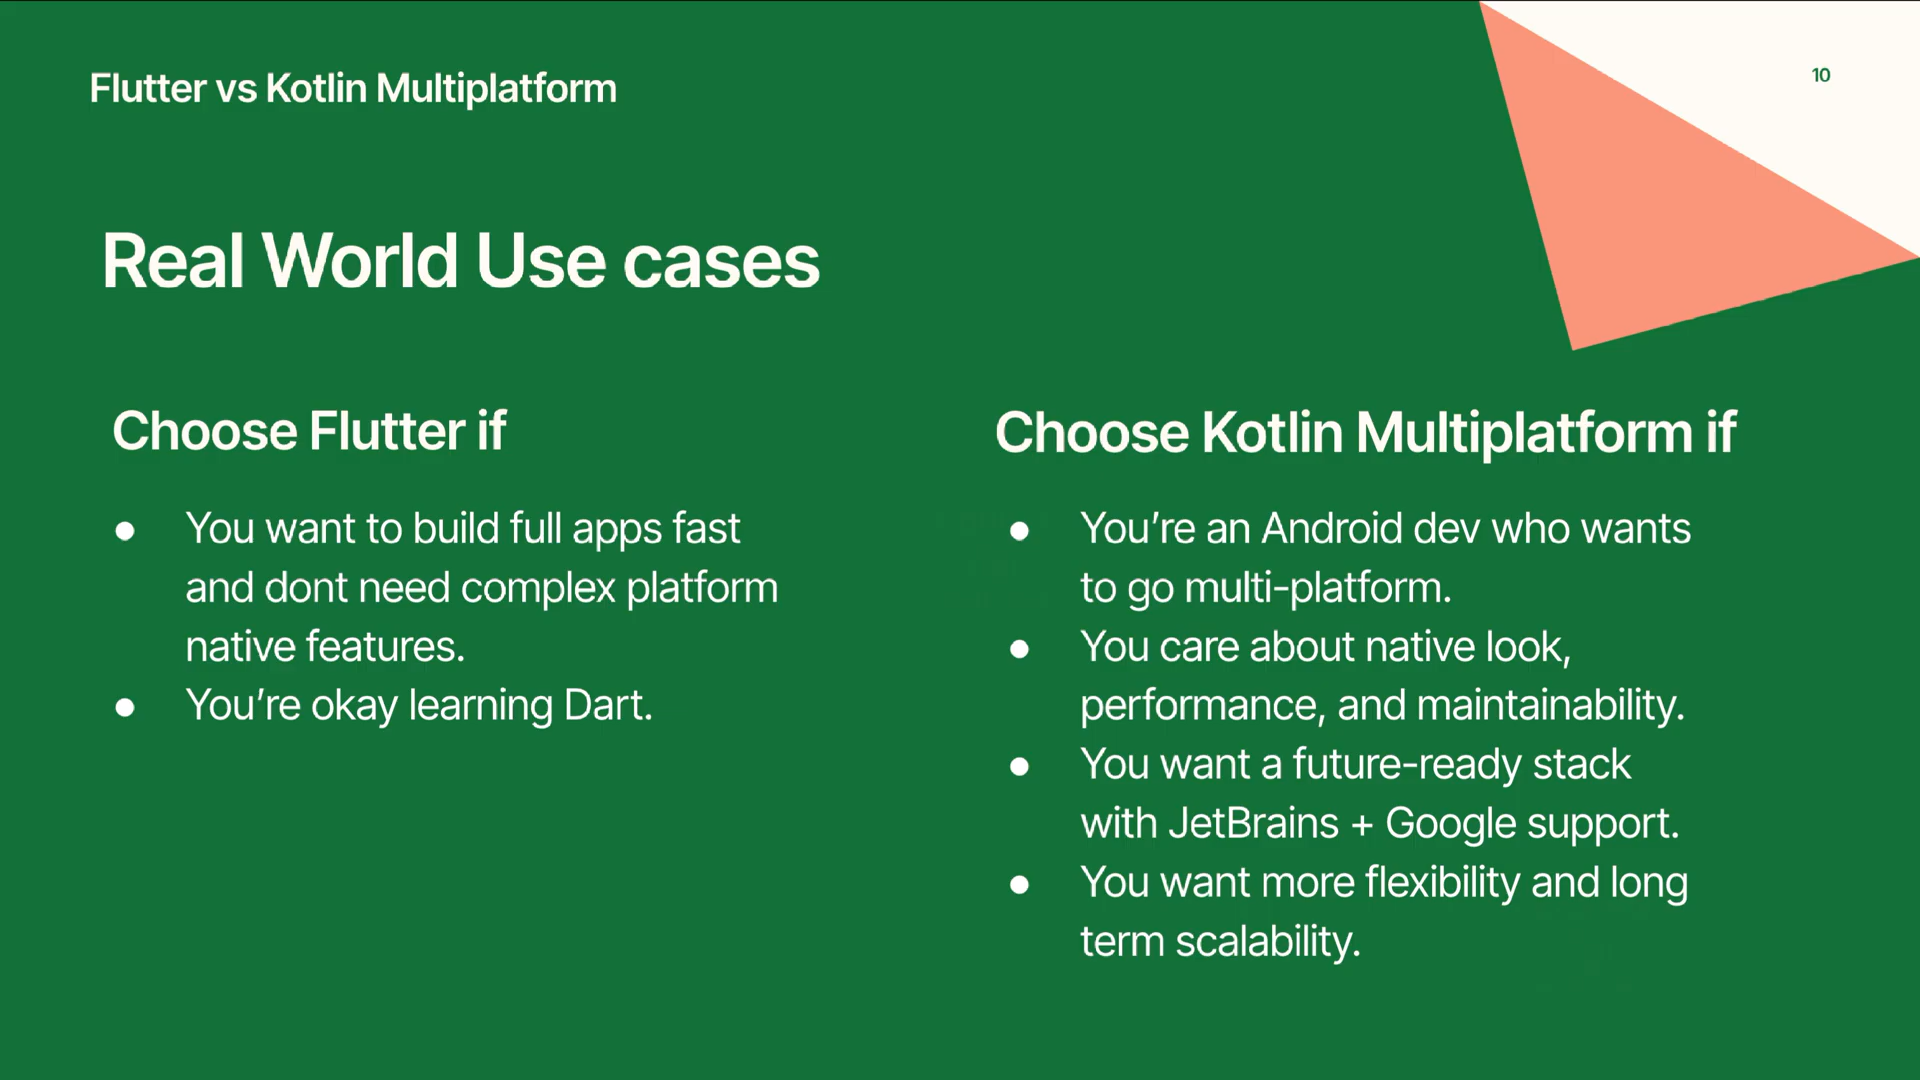 Flutter vs Kotlin Multiplatform
10
Real World Use cases
Choose Flutter if
● You want to build full apps fast
and dont need complex platform
native features.
● You’re okay learning Dart.
Choose Kotlin Multiplatform if
● You’re an Android dev who wants
to go multi-platform.
● You care about native look,
performance, and maintainability.
● You want a future-ready stack
with JetBrains + Google support.
● You want more flexibility and long
term scalability.